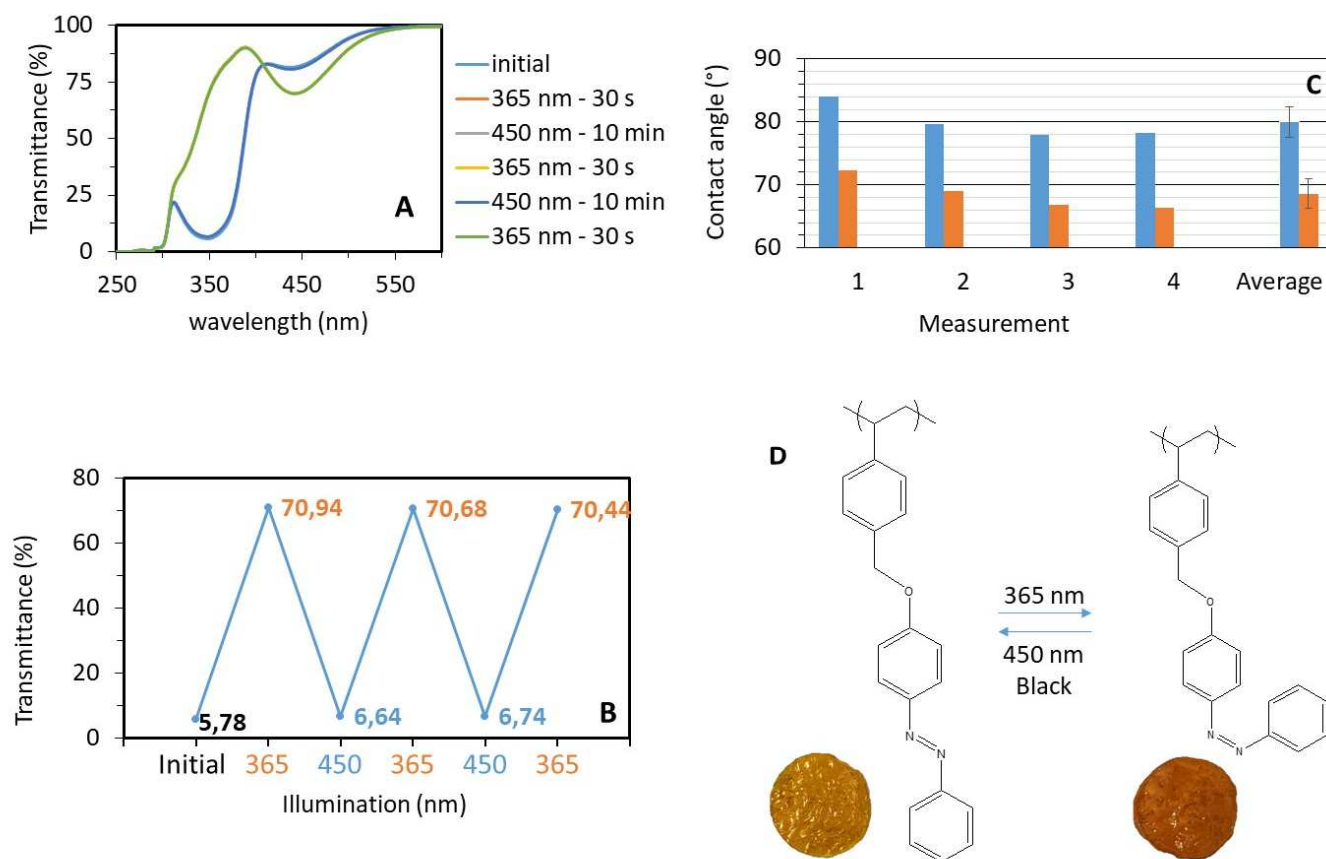 100
75
50
25
0
Transmittance (%)
A
250 350 450 550
wavelength (nm)
initial
365 nm - 30 s
450 nm - 10 min
365 nm - 30 s
450 nm - 10 min
365 nm - 30 s
90
80
70
60
Contact angle (°)
C
1 2 3 4 Average
Measurement
80
60
40
20
0
Transmittance (%)
70,94
70,68
70,44
5,78
6,64
6,74
B
Initial 365 450 365 450 365
Illumination (nm)
D
O
N
N
365 nm
450 nm
Black
O
N
N